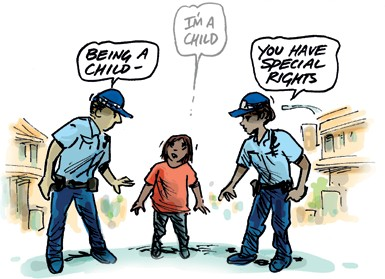 BEING A
CHILD-
I'M A
CHILD
YOU HAVE
SPECIAL
RIGHTS